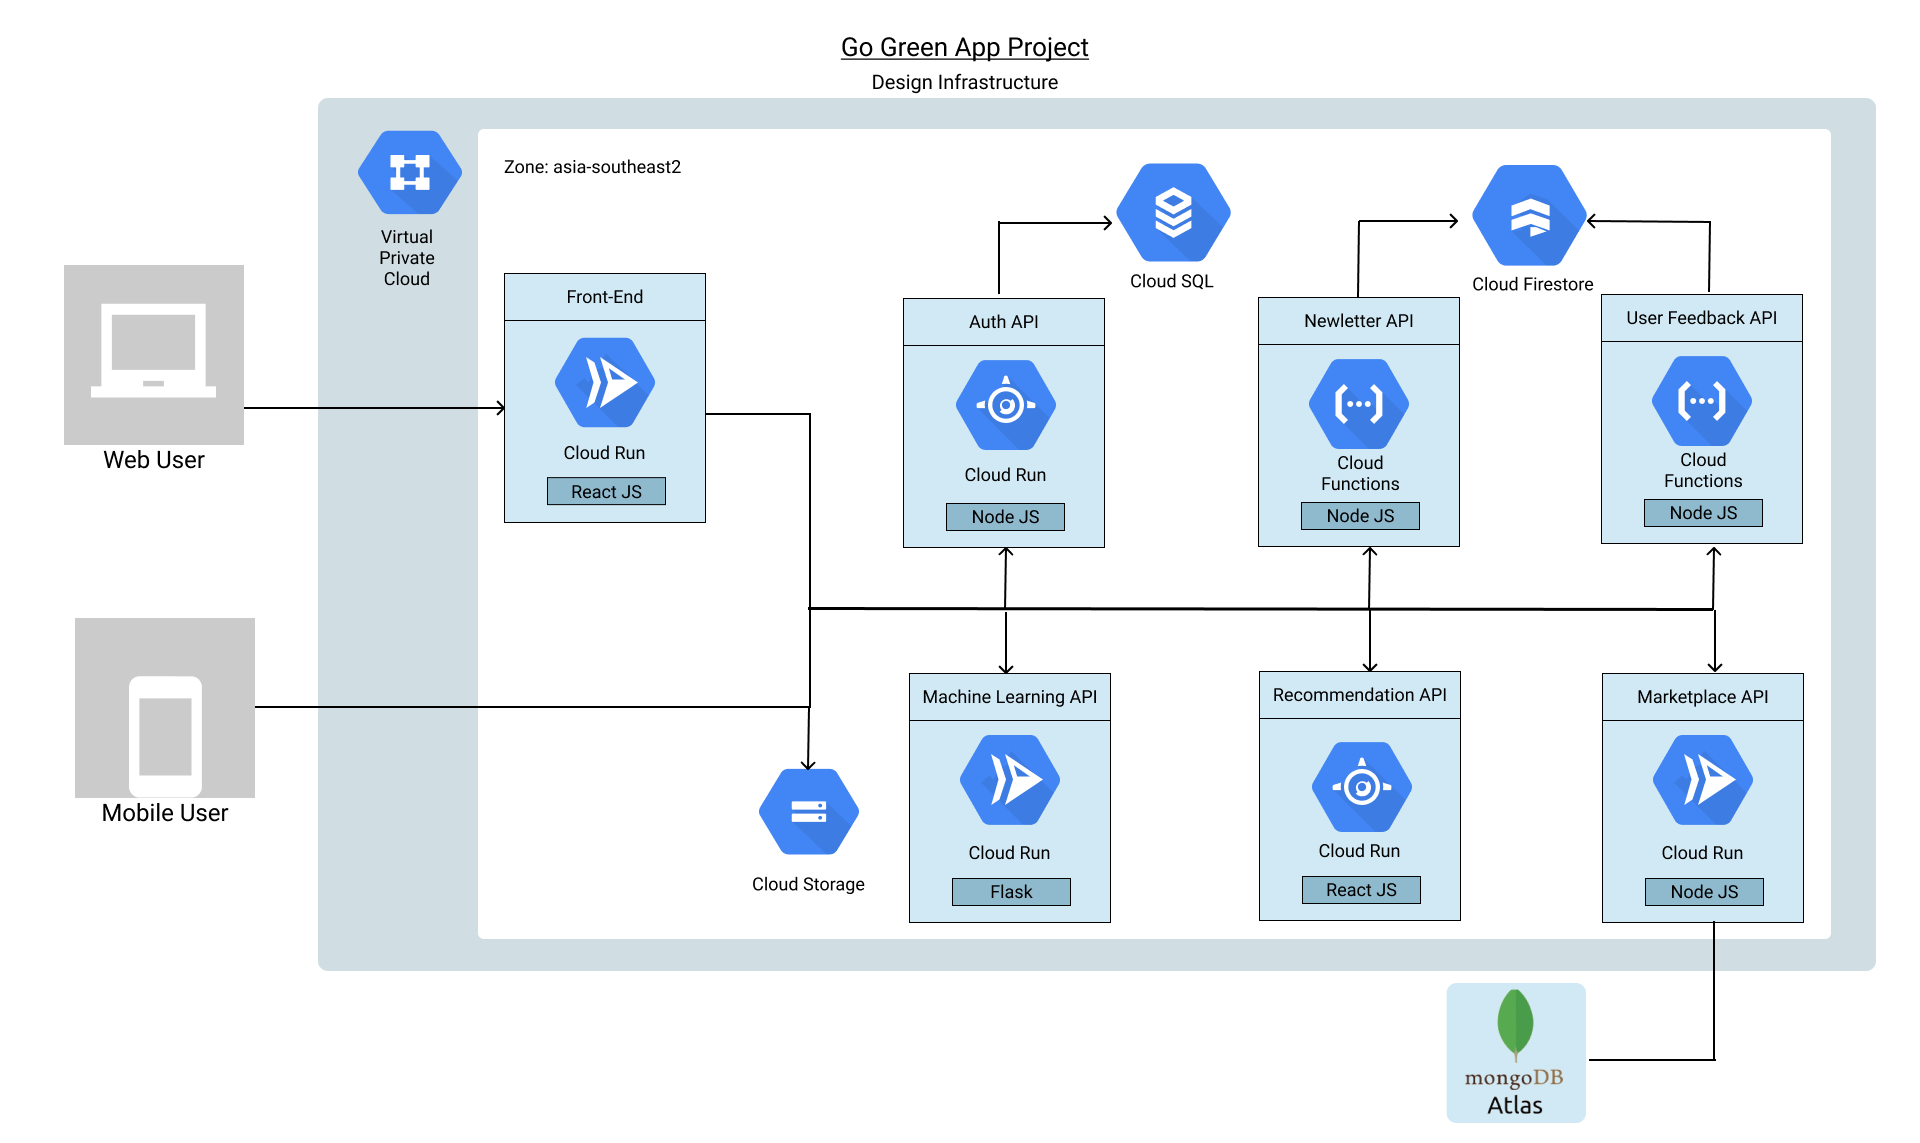 Go Green App Project
Design Infrastructure
Virtual
Private
Cloud
Zone: asia-southeast2
Cloud SQL
Cloud Firestore
Web User
Front-End
Cloud Run
React JS
Auth API
Cloud Run
Node JS
Newletter API
Cloud
Functions
Node JS
User Feedback API
Cloud
Functions
Node JS
Mobile User
Cloud Storage
Machine Learning API
Cloud Run
Flask
Recommendation API
Cloud Run
React JS
Marketplace API
Cloud Run
Node JS
mongoDB
Atlas